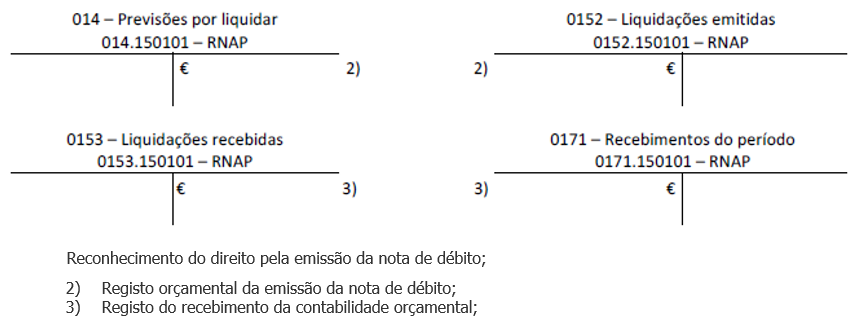 014 – Previsões por liquidar
014.150101 – RNAP
€
2)
0152 – Liquidações emitidas
0152.150101 – RNAP
2)
€
0153 – Liquidações recebidas
0153.150101 – RNAP
€
3)
0171 – Recebimentos do período
0171.150101 – RNAP
3)
€
Reconhecimento do direito pela emissão da nota de débito;
2) Registo orçamental da emissão da nota de débito;
3) Registo do recebimento da contabilidade orçamental;